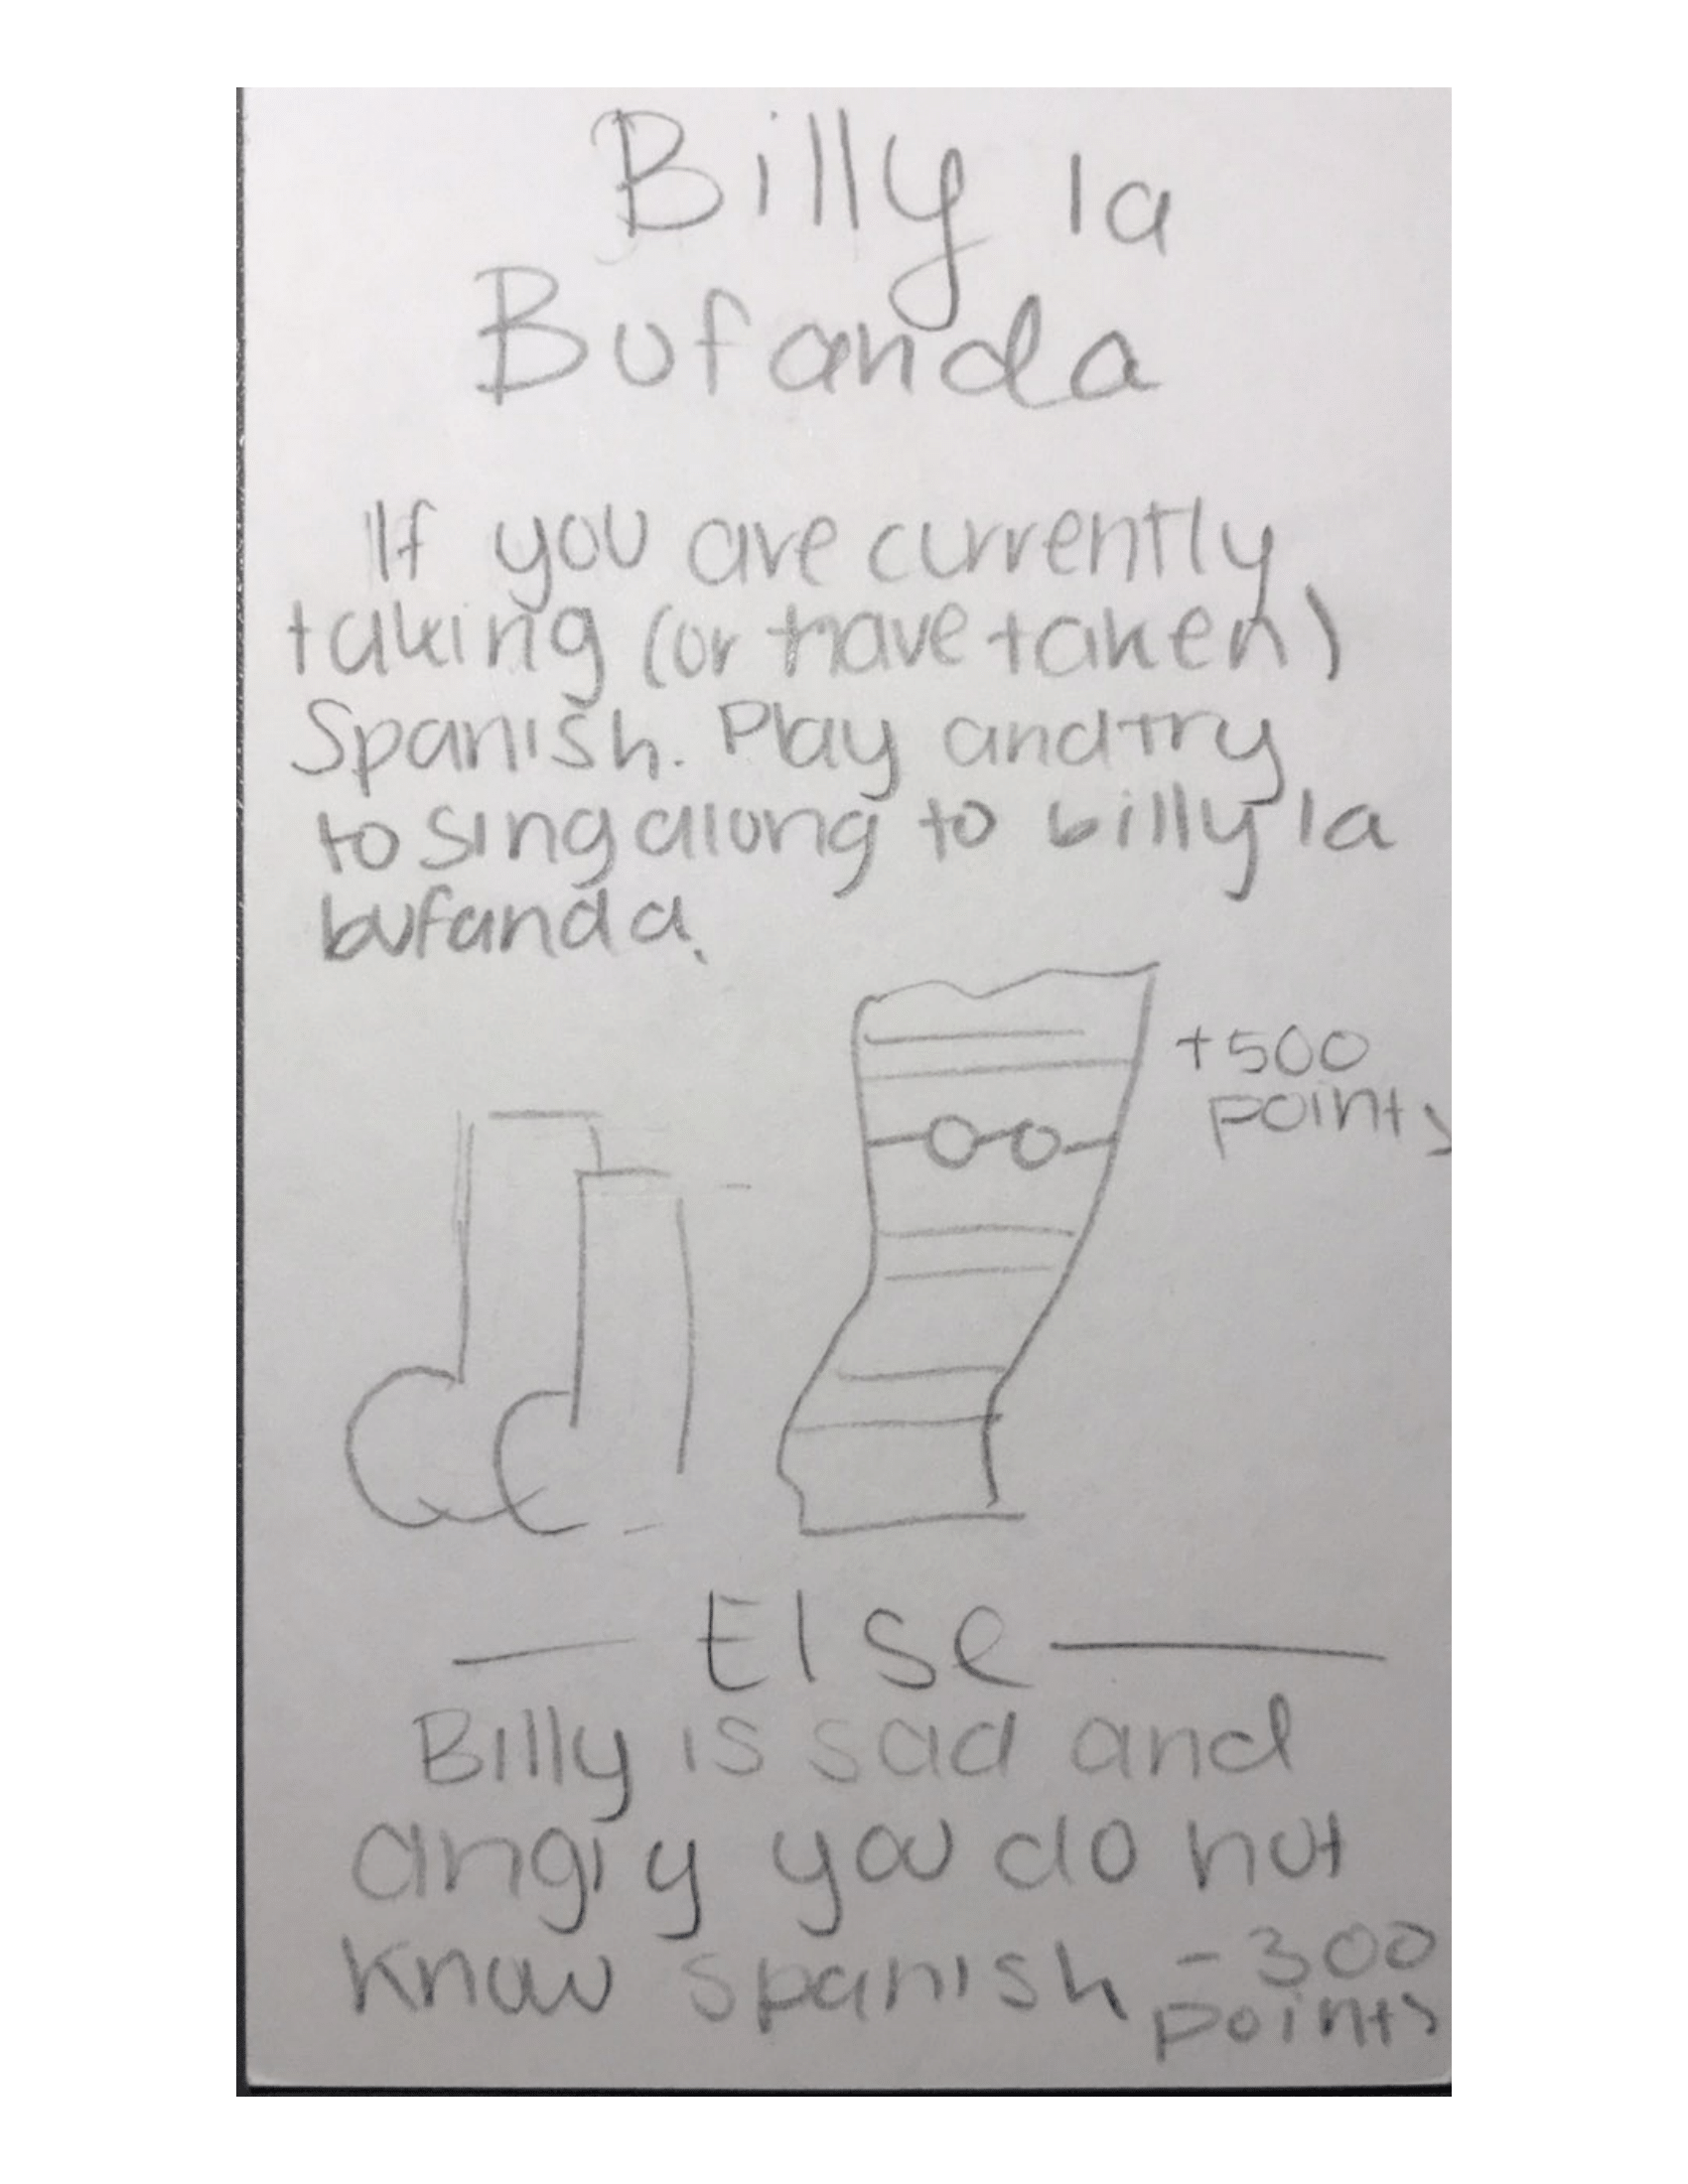 Billy la
Bufanda
If you are currently
taking (or have taken)
Spanish. Play and try
to sing along to billy la
bufanda.
+500
points
Else
Billy is sad and
angry you do not
know spanish -300
points